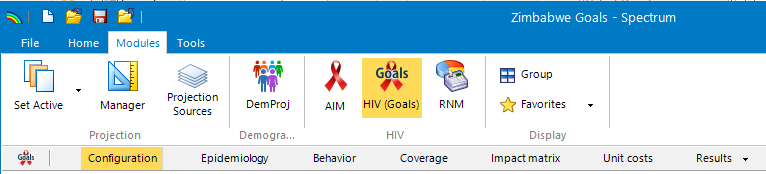 Zimbabwe Goals - Spectrum
File Home Modules Tools
Set Active
Manager
Projection
Sources
DemProj
AIM
Goals
HIV (Goals)
RNM
Group
Favorites
Projection Demogra... HIV Display
Goals Configuration Epidemiology Behavior Coverage Impact matrix Unit costs Results